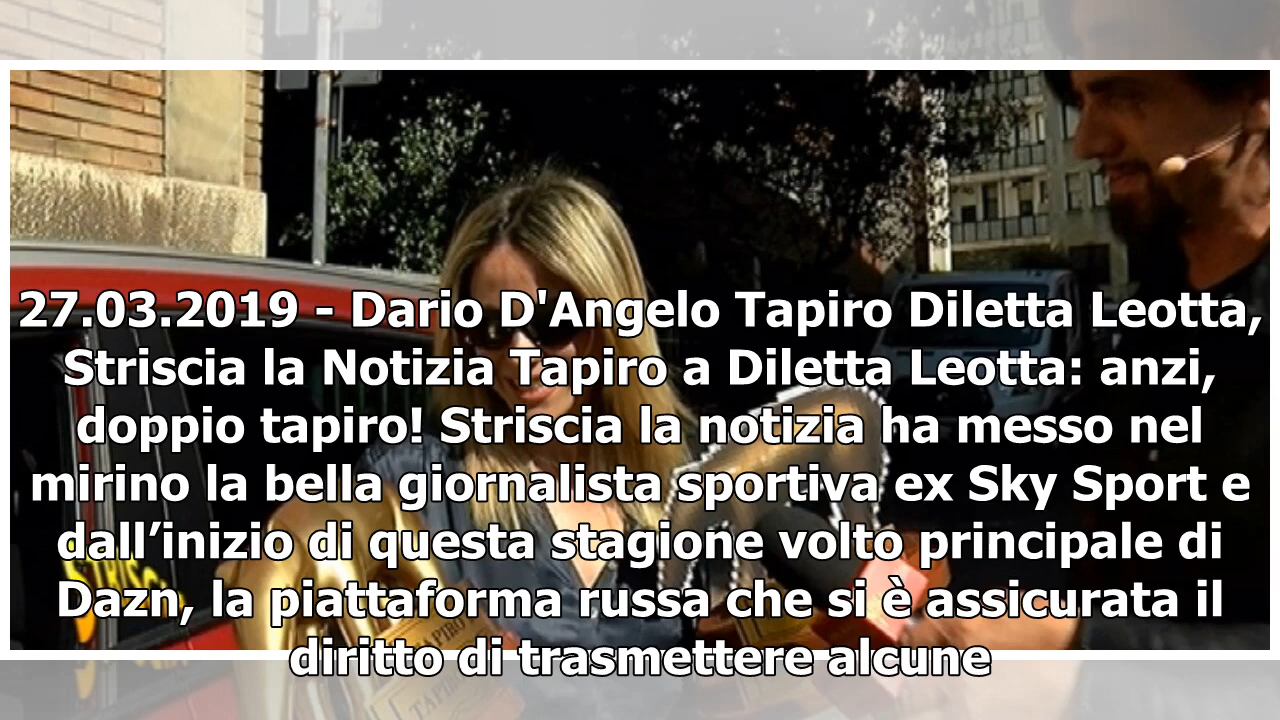 27.03.2019 - Dario D'Angelo Tapiro Diletta Leotta,
Striscia la Notizia Tapiro a Diletta Leotta: anzi,
doppio tapiro! Striscia la notizia ha messo nel
mirino la bella giornalista sportiva ex Sky Sport e
dall’inizio di questa stagione volto principale di
Dazn, la piattaforma russa che si è assicurata il
diritto di trasmettere alcune
TAPIRO
TAPIRO